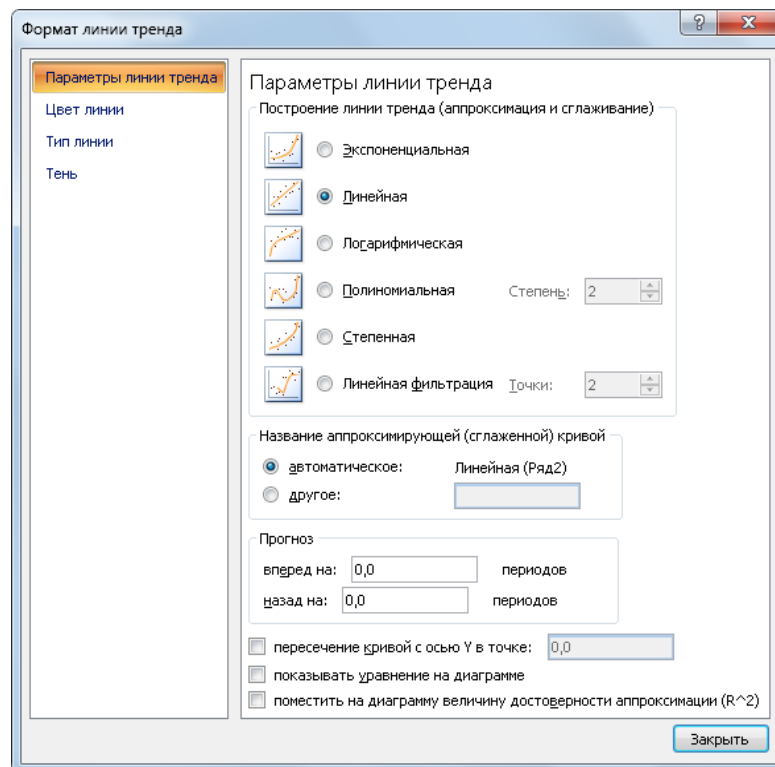 Формат линии тренда
Параметры линии тренда
Цвет линии
Тип линии
Тень
Параметры линии тренда
Построение линии тренда (аппроксимация и сглаживание)
Экспоненциальная
Линейная
Логарифмическая
Полиномиальная Степень: 2
Степенная
Линейная фильтрация Точки: 2
Название аппроксимирующей (сглаженной) кривой
автоматическое: Линейная (Ряд2)
другое:
Прогноз
вперед на: 0,0 периодов
назад на: 0,0 периодов
пересечение кривой с осью Y в точке: 0,0
показывать уравнение на диаграмме
поместить на диаграмму величину достоверности аппроксимации (R^2)
Закрыть